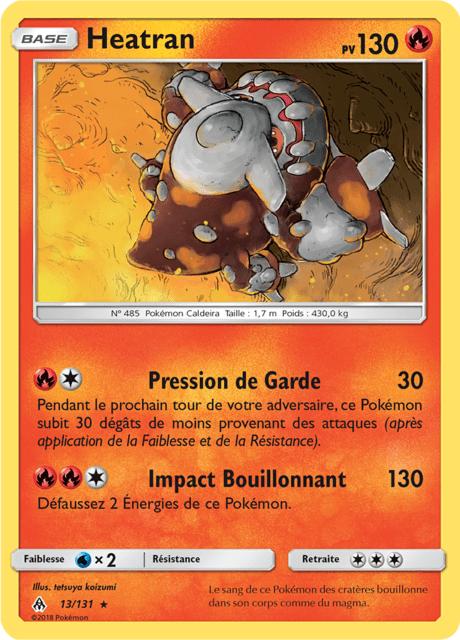 BASE Heatran PV130
N° 485 Pokémon Caldeira Taille : 1,7 m Poids : 430,0 kg
Pression de Garde 30
Pendant le prochain tour de votre adversaire, ce Pokémon
subit 30 dégâts de moins provenant des attaques (après
application de la Faiblesse et de la Résistance).
Impact Bouillonnant 130
Défaussez 2 Énergies de ce Pokémon.
Faiblesse ×2 Résistance Retraite
Illus. tetsuya koizumi
13/131 ★
©2018 Pokémon
Le sang de ce Pokémon des cratères bouillonne
dans son corps comme du magma.